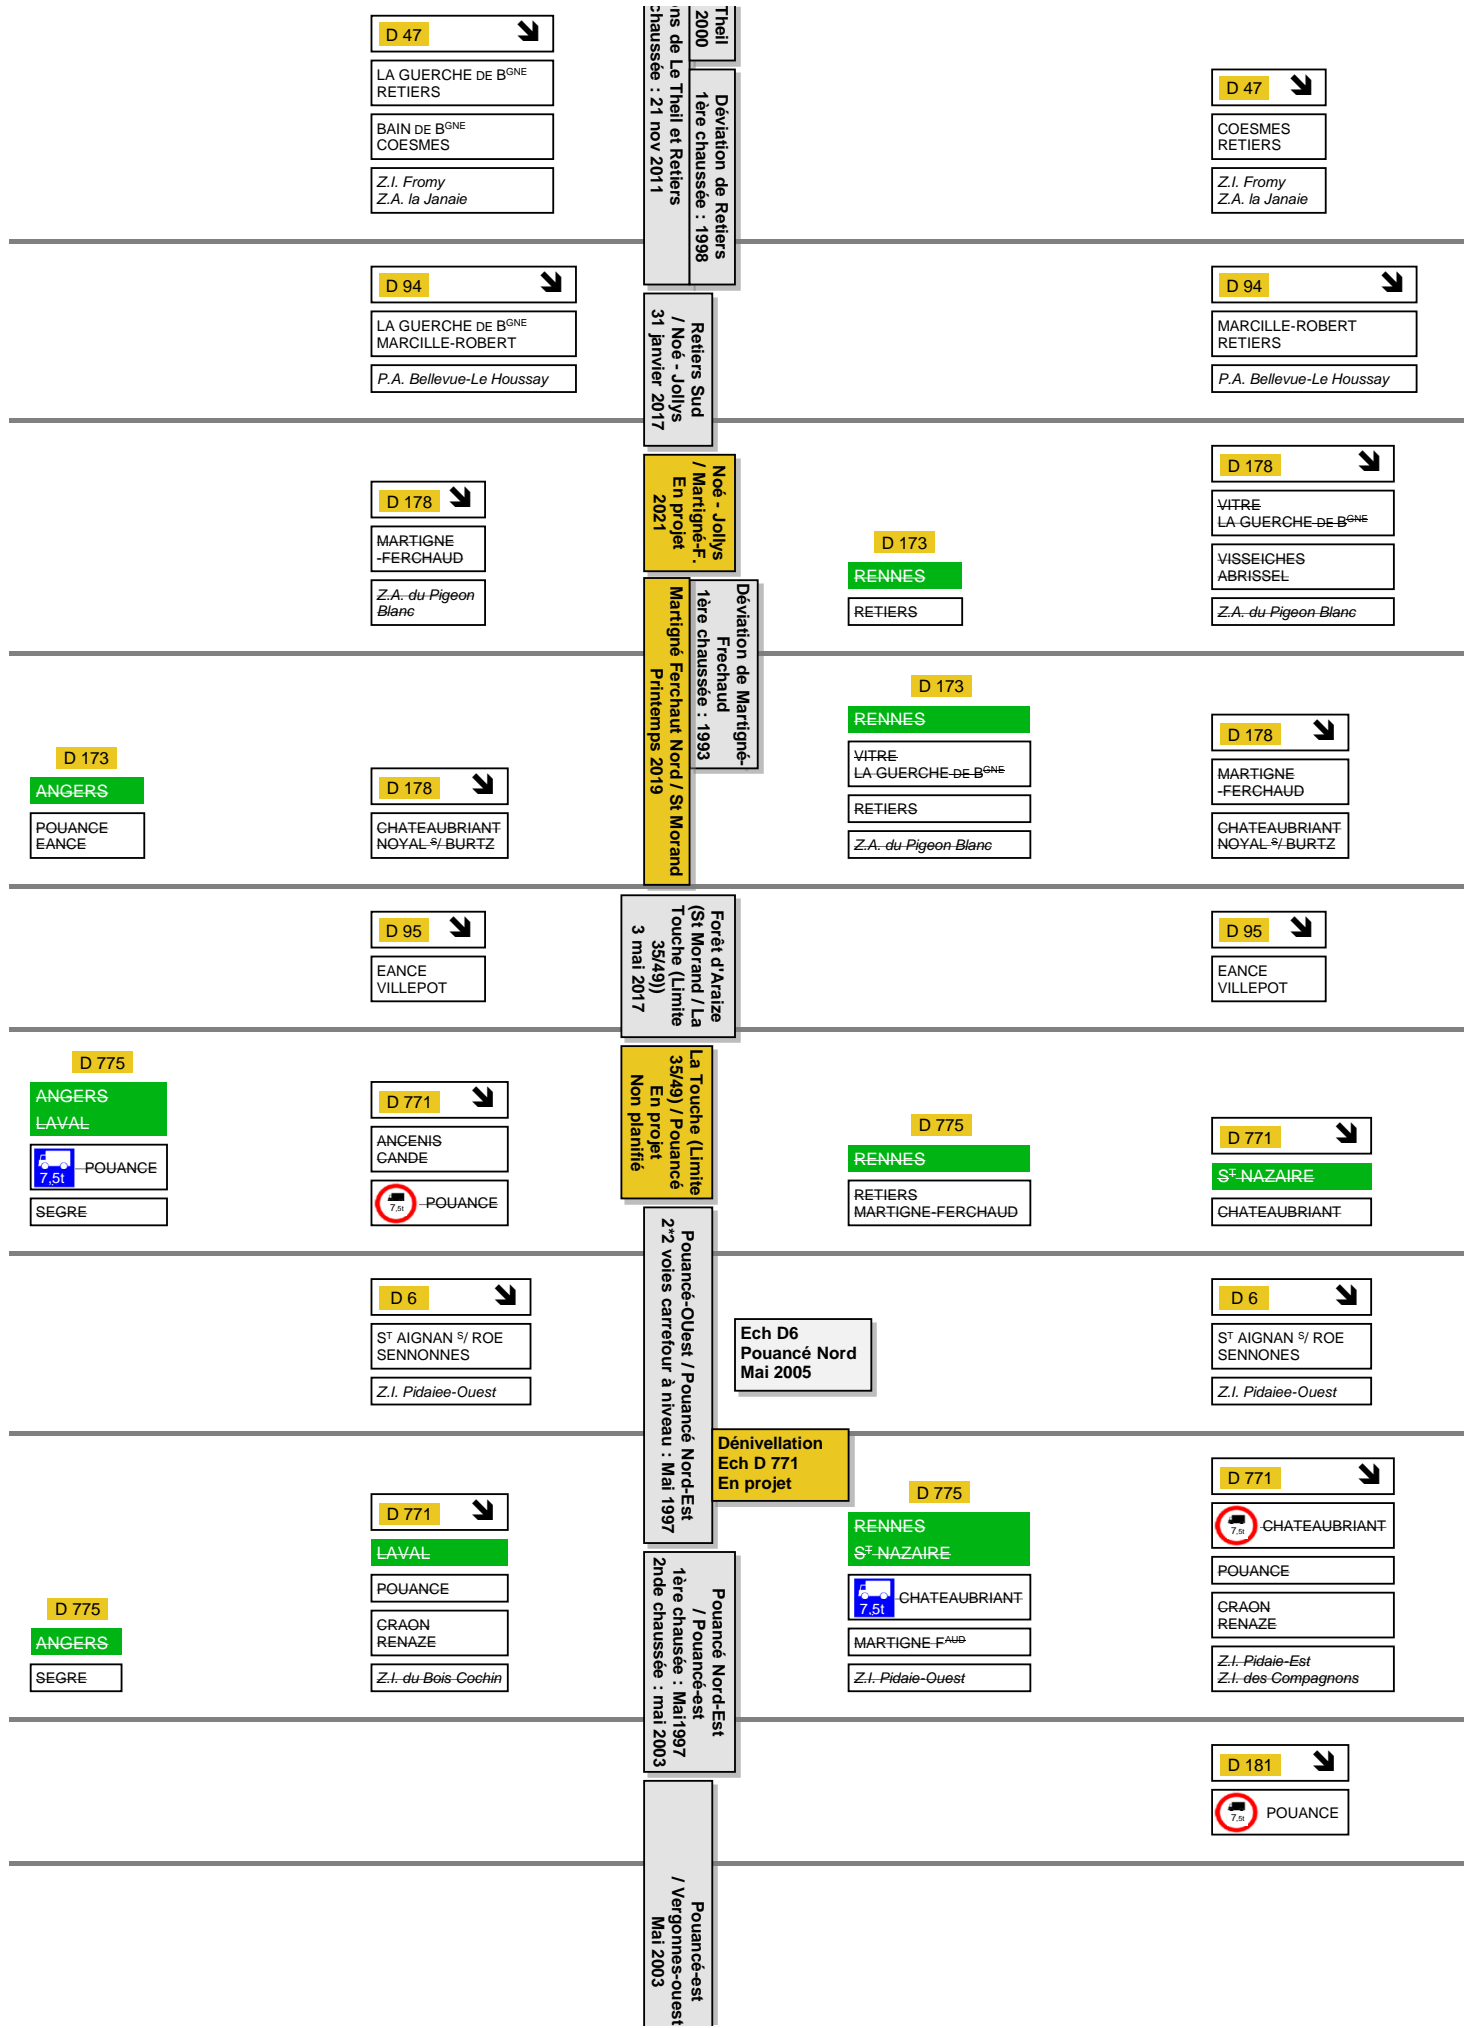 D 47
LA GUERCHE DE BGNE
RETIERS
BAIN DE BGNE
COESMES
Z.I. Fromy
Z.A. la Janaie
Theil
2000
ns de Le Theil et Retiers
chaussée : 21 nov 2011
Déviation de Retiers
1ère chaussée : 1998
D 47
COESMES
RETIERS
Z.I. Fromy
Z.A. la Janaie
D 94
LA GUERCHE DE BGNE
MARCILLE-ROBERT
P.A. Bellevue-Le Houssay
Retiers Sud
/ Noé - Jollys
31 janvier 2017
D 94
MARCILLE-ROBERT
RETIERS
P.A. Bellevue-Le Houssay
D 178
MARTIGNE
-FERCHAUD
Z.A. du Pigeon
Blanc
Noé - Jollys
/ Martigné-F.
En projet
2021
D 173
RENNES
RETIERS
D 178
VITRE
LA GUERCHE DE BGNE
VISSEICHES
ABRISSEL
Z.A. du Pigeon Blanc
D 173
ANGERS
POUANCE
EANCE
D 178
CHATEAUBRIANT
NOYAL S/ BURTZ
Déviation de Martigné-
Frechaud
1ère chaussée : 1993
Martigné Ferchaut Nord / St Morand
Printemps 2019
D 173
RENNES
VITRE
LA GUERCHE DE BGNE
RETIERS
Z.A. du Pigeon Blanc
D 178
MARTIGNE
-FERCHAUD
CHATEAUBRIANT
NOYAL S/ BURTZ
D 95
EANCE
VILLEPOT
Forêt d'Araize
(St Morand / La
Touche (Limite
35/49))
3 mai 2017
D 95
EANCE
VILLEPOT
D 775
ANGERS
LAVAL
7,5t POUANCE
SEGRE
D 771
ANCENIS
CANDE
7,5t POUANCE
La Touche (Limite
35/49) / Pouancé
En projet
Non planifié
D 775
RENNES
RETIERS
MARTIGNE-FERCHAUD
D 771
ST NAZAIRE
CHATEAUBRIANT
D 6
ST AIGNAN S/ ROE
SENNONNES
Z.I. Pidaiee-Ouest
Pouancé-OUest / Pouancé Nord-Est
2*2 voies carrefour à niveau : Mai 1997
Ech D6
Pouancé Nord
Mai 2005
D 6
ST AIGNAN S/ ROE
SENNONES
Z.I. Pidaiee-Ouest
Dénivellation
Ech D 771
En projet
D 775
ANGERS
SEGRE
D 771
LAVAL
POUANCE
CRAON
RENAZE
Z.I. du Bois Cochin
Pouancé Nord-Est
/ Pouancé-est
1ère chausée : Mai1997
2nde chaussée : mai 2003
D 775
RENNES
ST NAZAIRE
7,5t CHATEAUBRIANT
MARTIGNE FAUD
Z.I. Pidaie-Ouest
D 771
7,5t CHATEAUBRIANT
POUANCE
CRAON
RENAZE
Z.I. Pidaie-Est
Z.I. des Compagnons
D 181
7,5t POUANCE
Pouancé-est
/ Vergonnes-ouest
Mai 2003